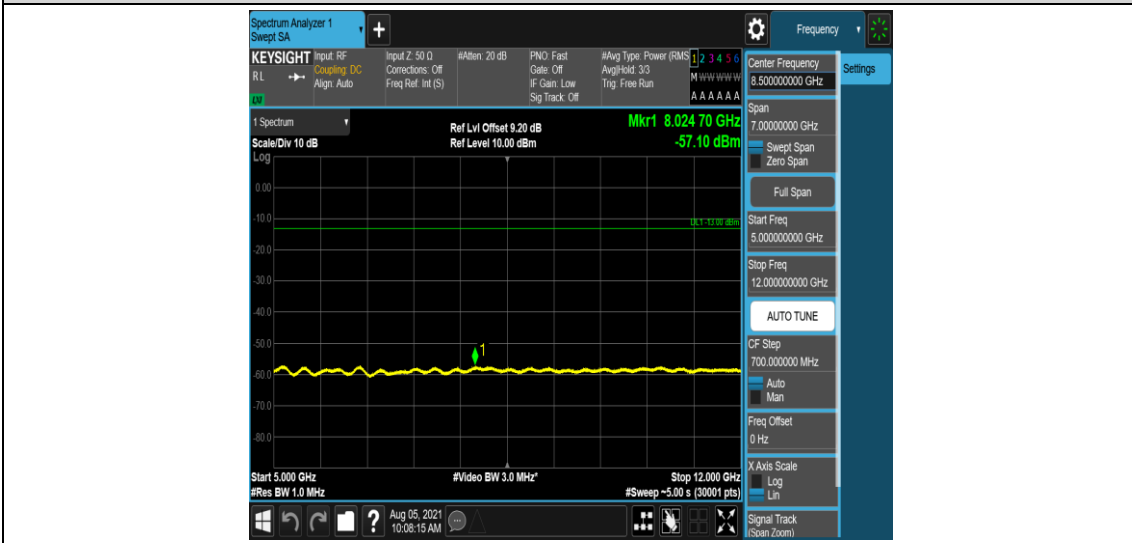 Spectrum Analyzer 1
Swept SA
+
Frequency
KEYSIGHT
RL
LNI
Input: RF
Coupling: DC
Align: Auto
Input Z: 50 Ω
Corrections: Off
Freq Ref: Int (S)
#Atten: 20 dB
PNO: Fast
Gate: Off
IF Gain: Low
Sig Track: Off
#Avg Type: Power (RMS
Avg|Hold: 3/3
Trig: Free Run
1 2 3 4 5 6
M W W W W W
A A A A A A
1 Spectrum
Scale/Div 10 dB
Log
Ref Lvl Offset 9.20 dB
Ref Level 10.00 dBm
Mkr1 8.024 70 GHz
-57.10 dBm
0.00
-10.0
DL1 -13.00 dBm
-20.0
-30.0
-40.0
-50.0
1
-60.0
-70.0
-80.0
Start 5.000 GHz
#Res BW 1.0 MHz
#Video BW 3.0 MHz*
Stop 12.000 GHz
#Sweep ~5.00 s (30001 pts)
?
Aug 05, 2021
10:08:15 AM
Center Frequency
8.500000000 GHz
Settings
Span
7.00000000 GHz
Swept Span
Zero Span
Full Span
Start Freq
5.000000000 GHz
Stop Freq
12.000000000 GHz
AUTO TUNE
CF Step
700.000000 MHz
Auto
Man
Freq Offset
0 Hz
X Axis Scale
Log
Lin
Signal Track
(Span Zoom)